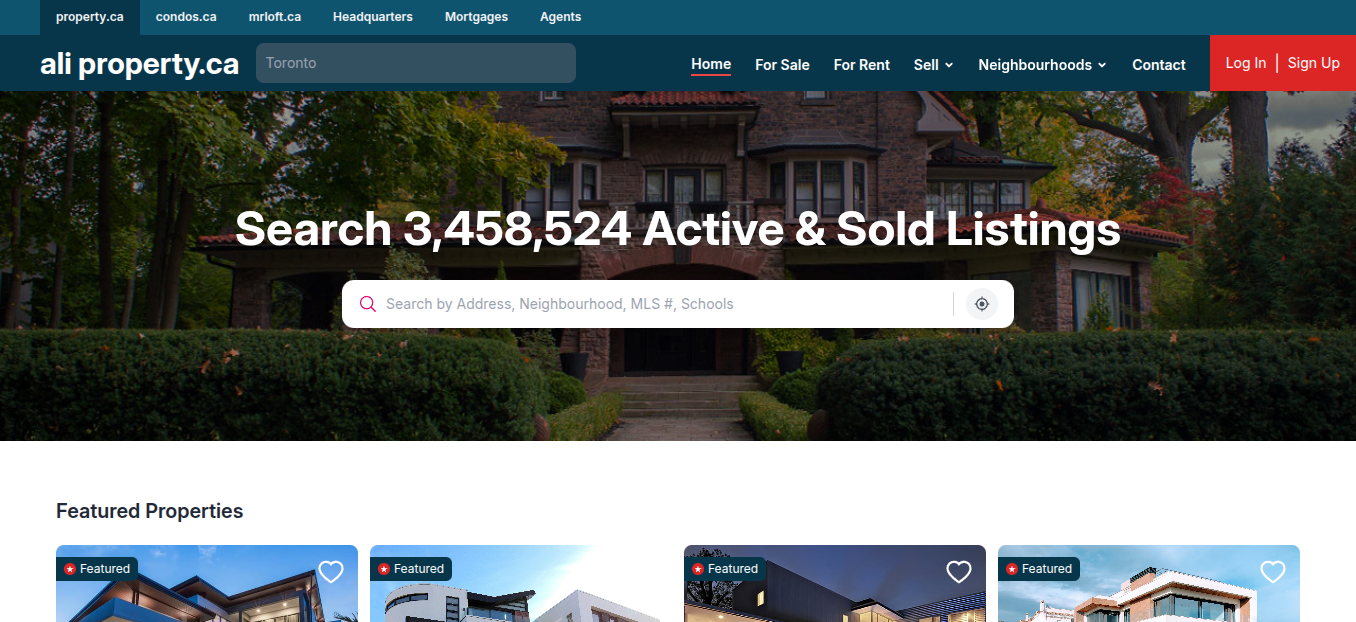 property.ca condos.ca mrloft.ca Headquarters Mortgages Agents
ali property.ca Toronto Home For Sale For Rent Sell Neighbourhoods Contact Log In | Sign Up
Search 3,458,524 Active & Sold Listings
Search by Address, Neighbourhood, MLS #, Schools
Featured Properties
Featured Featured Featured Featured